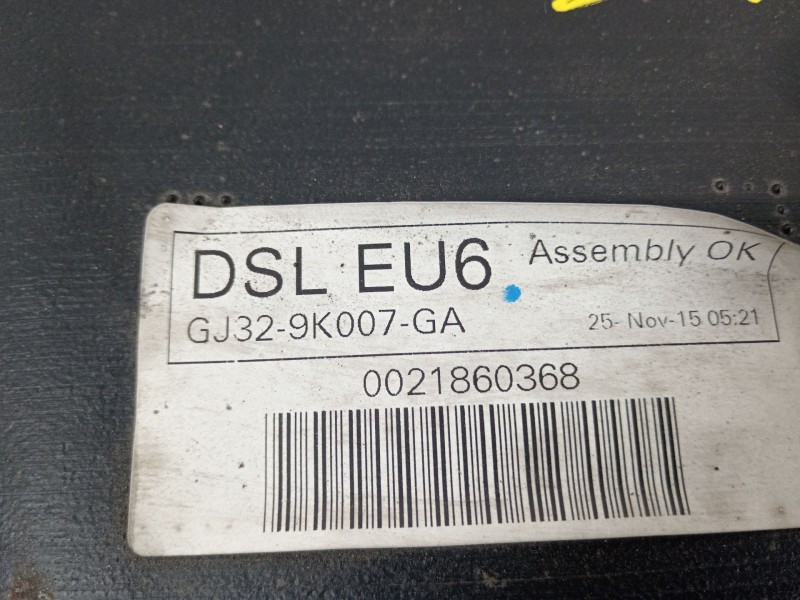 DSL EU6 Assembly OK
GJ32-9K007-GA 25-Nov-15 05:21
0021860368